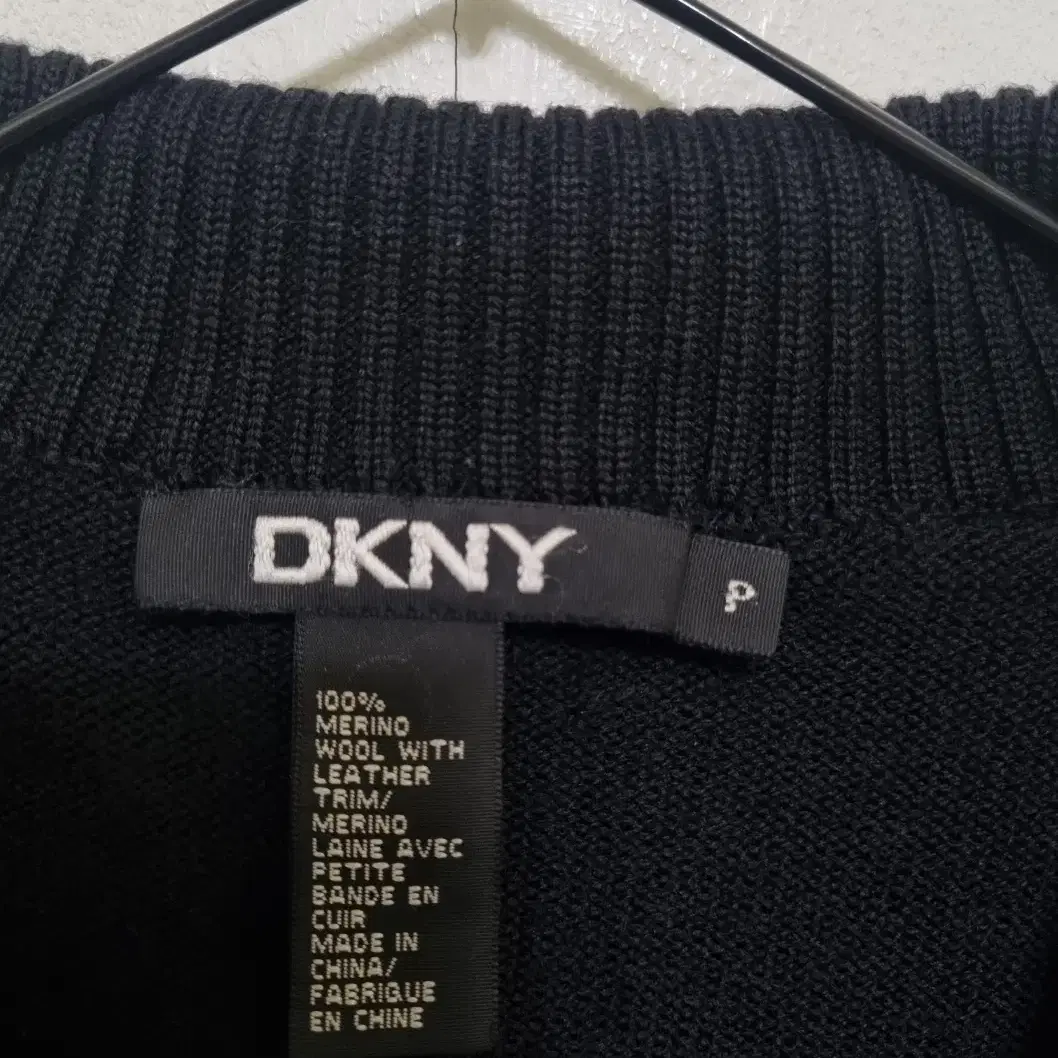 DKNY
P
100%
MERINO
WOOL WITH
LEATHER
TRIM/
MERINO
LAINE AVEC
PETITE
BANDE EN
CUIR
MADE IN
CHINA/
FABRIQUE
EN CHINE